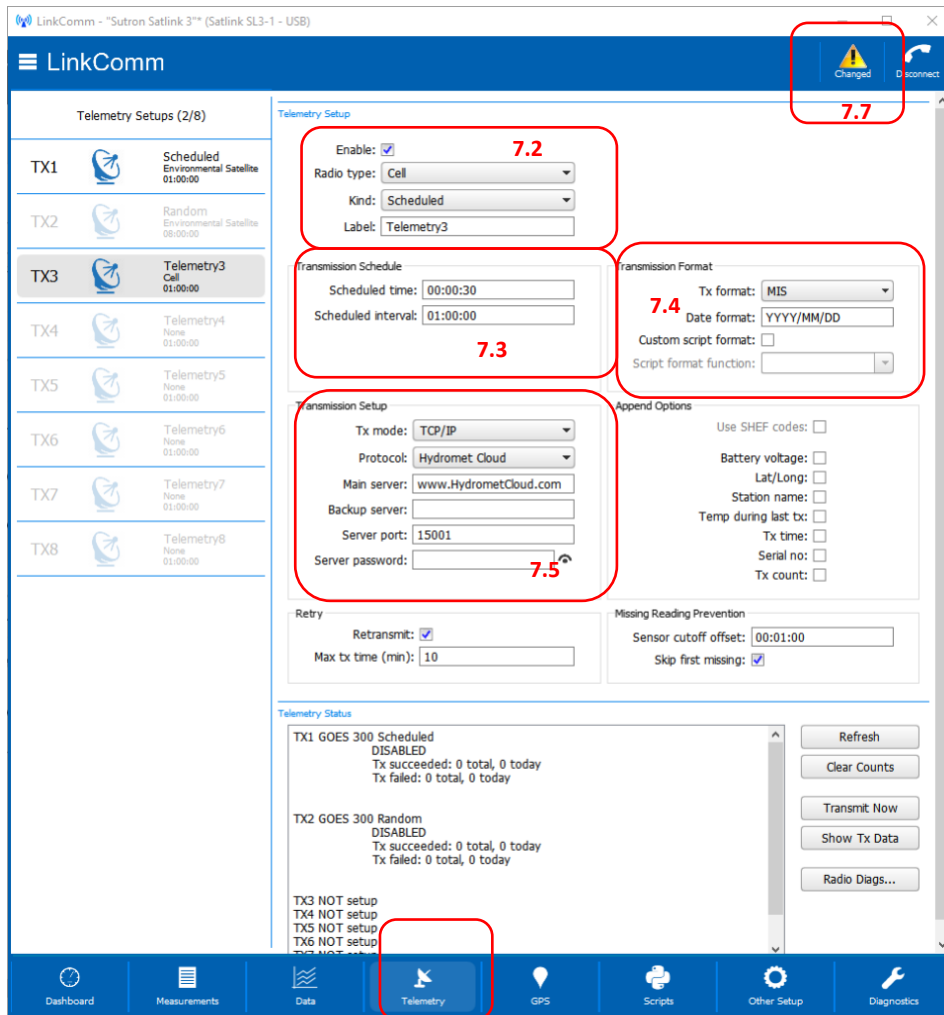 LinkComm - "Sutron Satlink 3"* (Satlink SL3-1 - USB)
LinkComm
Changed
Disconnect
7.7
Telemetry Setups (2/8)
TX1
Scheduled
Environmental Satellite
01:00:00
TX2
Random
Environmental Satellite
08:00:00
TX3
Telemetry3
Cell
01:00:00
TX4
Telemetry4
None
01:00:00
TX5
Telemetry5
None
01:00:00
TX6
Telemetry6
None
01:00:00
TX7
Telemetry7
None
01:00:00
TX8
Telemetry8
None
01:00:00
Telemetry Setup
Enable:
7.2
Radio type: Cell
Kind: Scheduled
Label: Telemetry3
Transmission Schedule
Scheduled time: 00:00:30
Scheduled interval: 01:00:00
7.3
Transmission Format
Tx format: MIS
7.4
Date format: YYYY/MM/DD
Custom script format:
Script format function:
Transmission Setup
Tx mode: TCP/IP
Protocol: Hydromet Cloud
Main server: www.HydrometCloud.com
Backup server:
Server port: 15001
Server password:
7.5
Append Options
Use SHEF codes:
Battery voltage:
Lat/Long:
Station name:
Temp during last tx:
Tx time:
Serial no:
Tx count:
Retry
Retransmit:
Max tx time (min): 10
Missing Reading Prevention
Sensor cutoff offset: 00:01:00
Skip first missing:
Telemetry Status
TX1 GOES 300 Scheduled
DISABLED
Tx succeeded: 0 total, 0 today
Tx failed: 0 total, 0 today
TX2 GOES 300 Random
DISABLED
Tx succeeded: 0 total, 0 today
Tx failed: 0 total, 0 today
TX3 NOT setup
TX4 NOT setup
TX5 NOT setup
TX6 NOT setup
TX7 NOT setup
Refresh
Clear Counts
Transmit Now
Show Tx Data
Radio Diags...
Dashboard
Measurements
Data
Telemetry
GPS
Scripts
Other Setup
Diagnostics